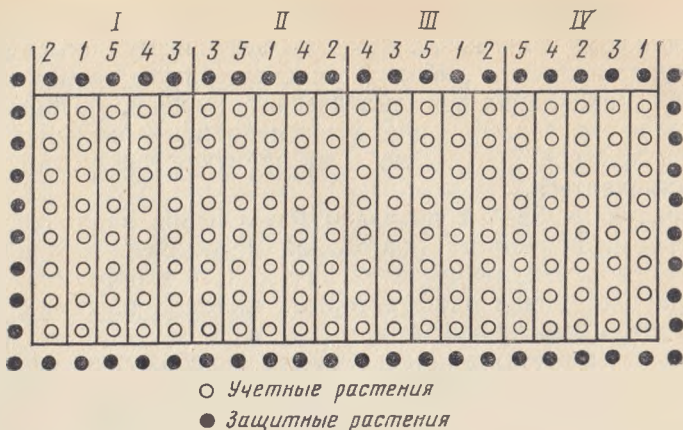 I II III IV
2 1 5 4 3 3 5 1 4 2 4 3 5 1 2 5 4 2 3 1
Учетные растения
Защитные растения